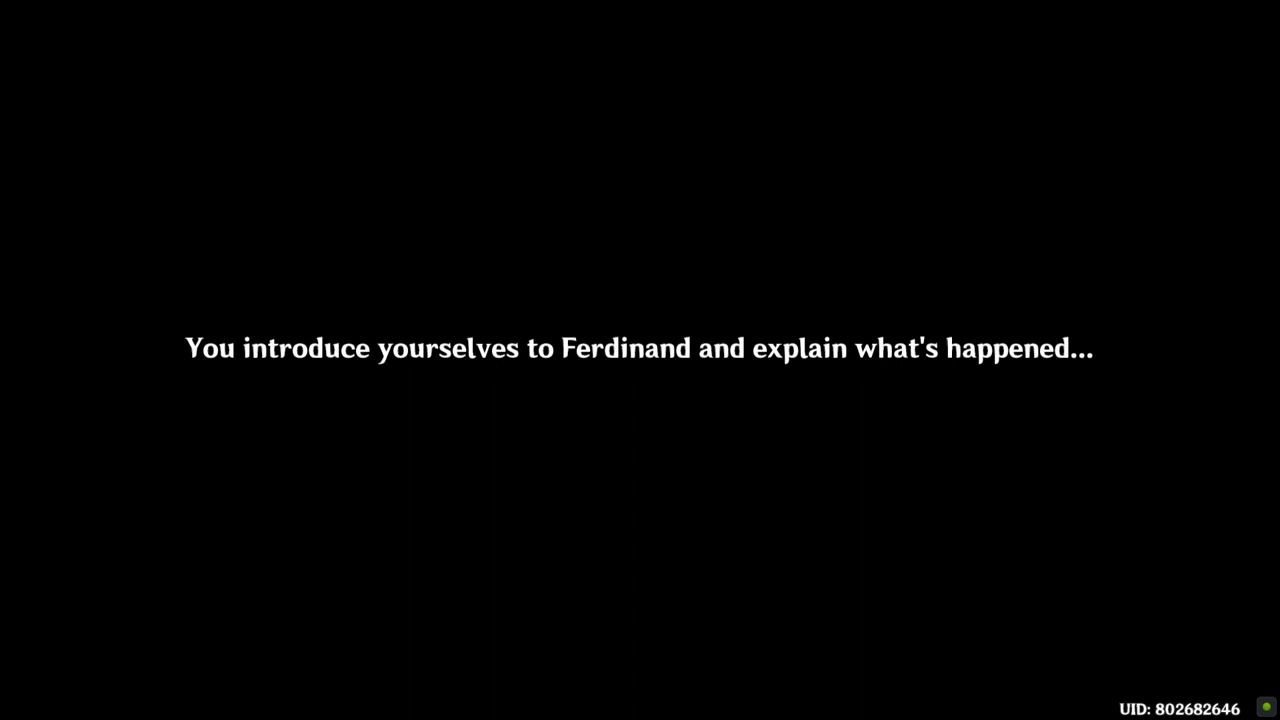 You introduce yourselves to Ferdinand and explain what's happened...
UID: 802682646